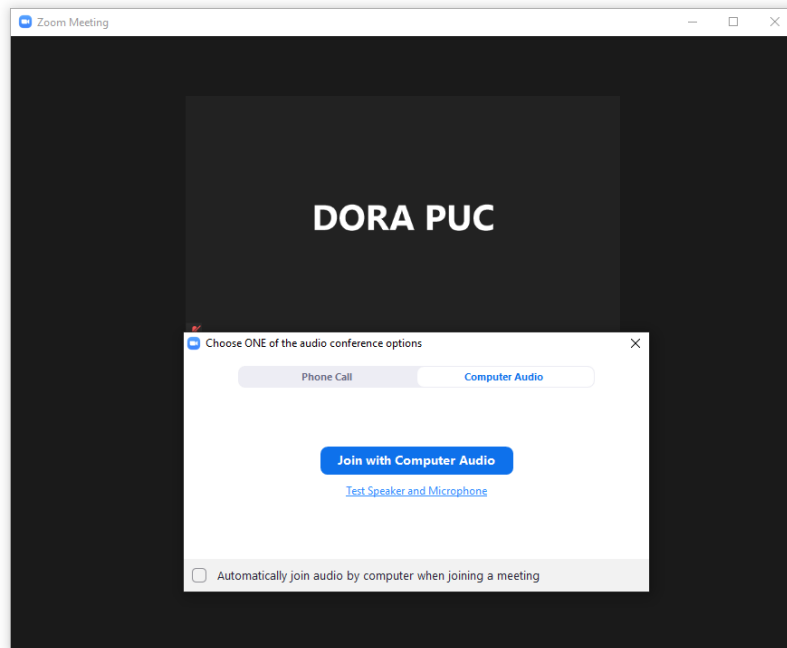 Zoom Meeting
DORA PUC
Choose ONE of the audio conference options
Phone Call
Computer Audio
Join with Computer Audio
Test Speaker and Microphone
Automatically join audio by computer when joining a meeting